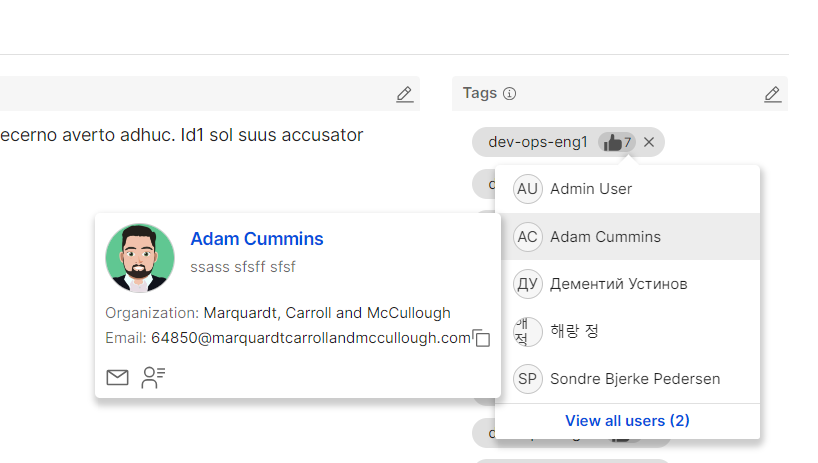 Tags
ecerno averto adhuc. Id1 sol suus accusator
dev-ops-eng1 7
AU Admin User
AC Adam Cummins
ДУ Дементий Устинов
해랑 정
SP Sondre Bjerke Pedersen
View all users (2)
Adam Cummins
ssass sfsff sfsf
Organization: Marquardt, Carroll and McCullough
Email: 64850@marquardtcarrollandmccullough.com